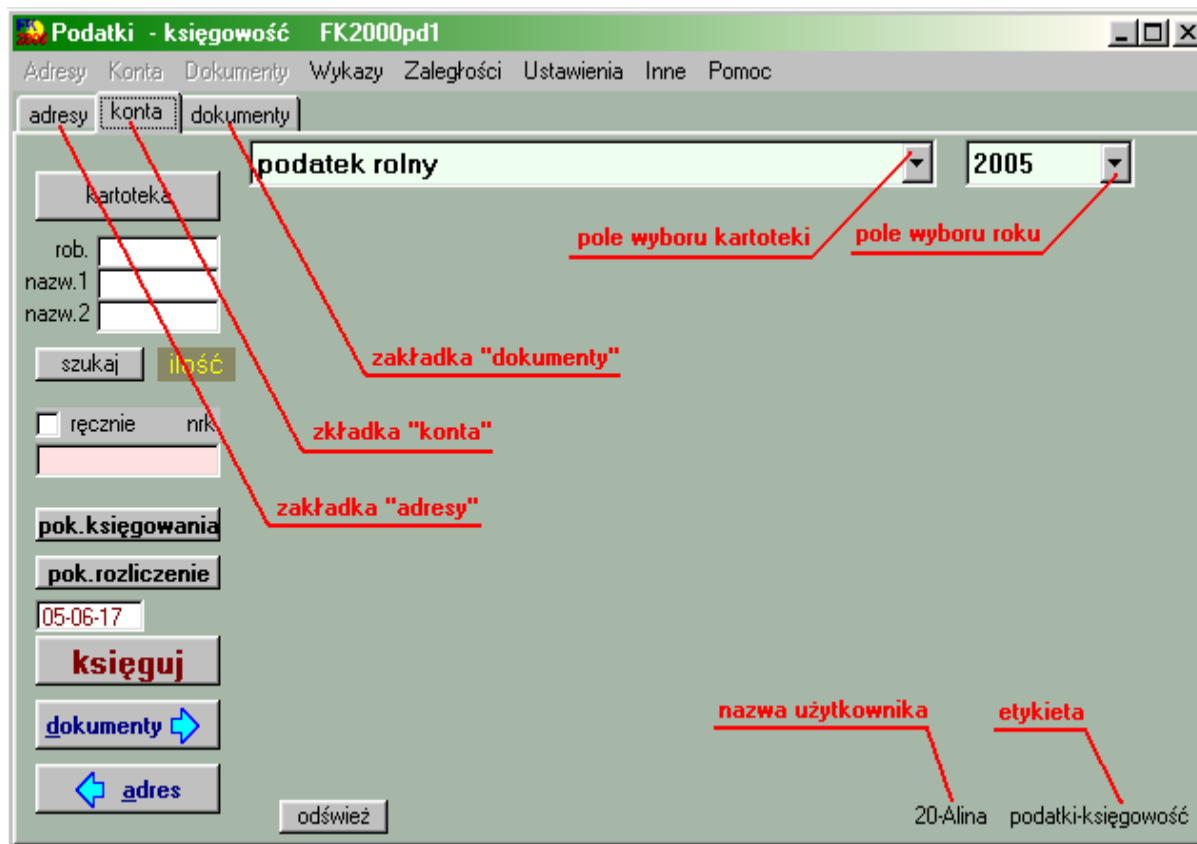 Podatki - księgowość FK2000pd1
Adresy Konta Dokumenty Wykazy Zaległości Ustawienia Inne Pomoc
adresy konta dokumenty
podatek rolny 2005
kartoteka
pole wyboru kartoteki pole wyboru roku
rob.
nazw.1
nazw.2
szukaj ilość
zakładka "dokumenty"
ręcznie nrk.
zkładka "konta"
zakładka "adresy"
pok.księgowania
pok.rozliczenie
05-06-17
księguj
dokumenty
nazwa użytkownika etykieta
adres
odśwież
20-Alina podatki-księgowość